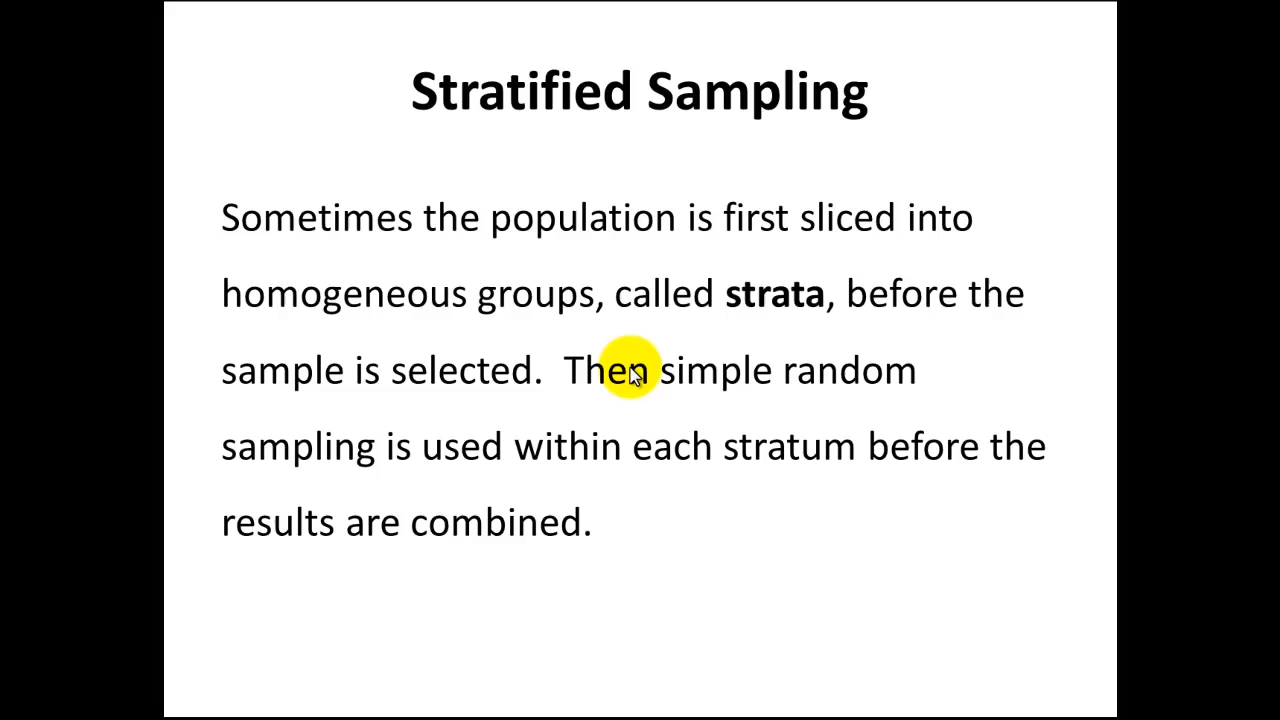 Stratified Sampling
Sometimes the population is first sliced into
homogeneous groups, called strata, before the
sample is selected.  Then simple random
sampling is used within each stratum before the
results are combined.